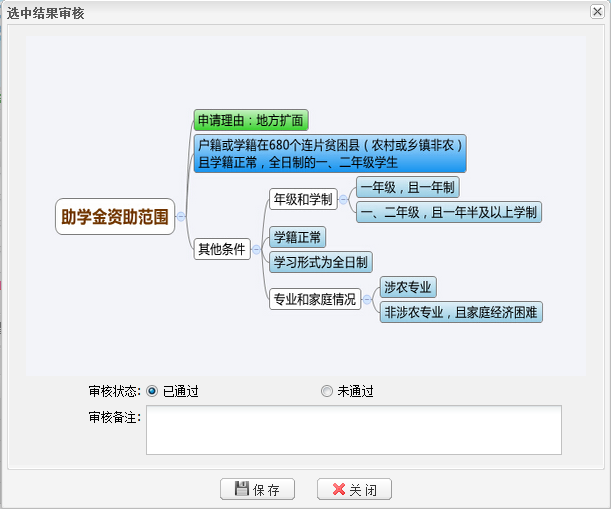 选中结果审核
申请理由：地方扩面
户籍或学籍在680个连片贫困县（农村或乡镇非农）
且学籍正常，全日制的一、二年级学生
助学金资助范围
其他条件
年级和学制
一年级，且一年制
一、二年级，且一年半及以上学制
学籍正常
学习形式为全日制
专业和家庭情况
涉农专业
非涉农专业，且家庭经济困难
审核状态: 已通过 未通过
审核备注:
保存 关闭